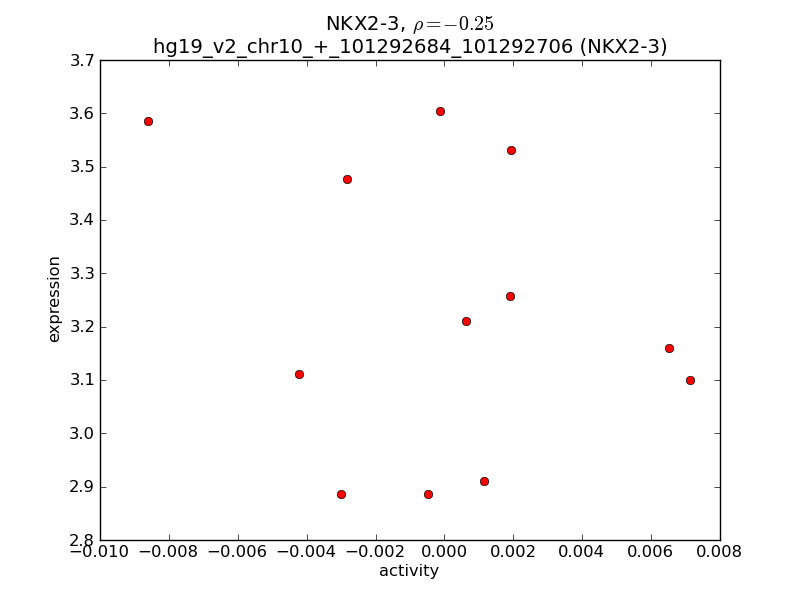 NKX2-3, ρ=−0.25
hg19_v2_chr10_+_101292684_101292706 (NKX2-3)
3.7
3.6
3.5
3.4
3.3
3.2
3.1
3.0
2.9
2.8
expression
−0.010 −0.008 −0.006 −0.004 −0.002 0.000 0.002 0.004 0.006 0.008
activity